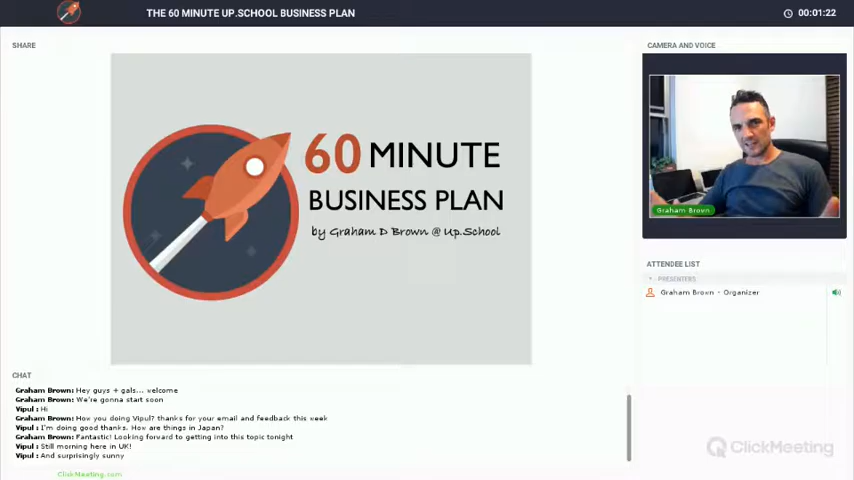 THE 60 MINUTE UP.SCHOOL BUSINESS PLAN
00:01:22
SHARE
60 MINUTE
BUSINESS PLAN
by Graham D Brown @ Up.School
CAMERA AND VOICE
Graham Brown
ATTENDEE LIST
PRESENTERS
Graham Brown - Organizer
CHAT
Graham Brown: Hey guys + gals... welcome
Graham Brown: We're gonna start soon
Vipul : Hi
Graham Brown: How you doing Vipul? thanks for your email and feedback this week
Vipul : I'm doing good thanks. How are things in Japan?
Graham Brown: Fantastic! Looking forward to getting into this topic tonight
Vipul : Still morning here in UK!
Vipul : And surprisingly sunny
ClickMeeting.com
ClickMeeting